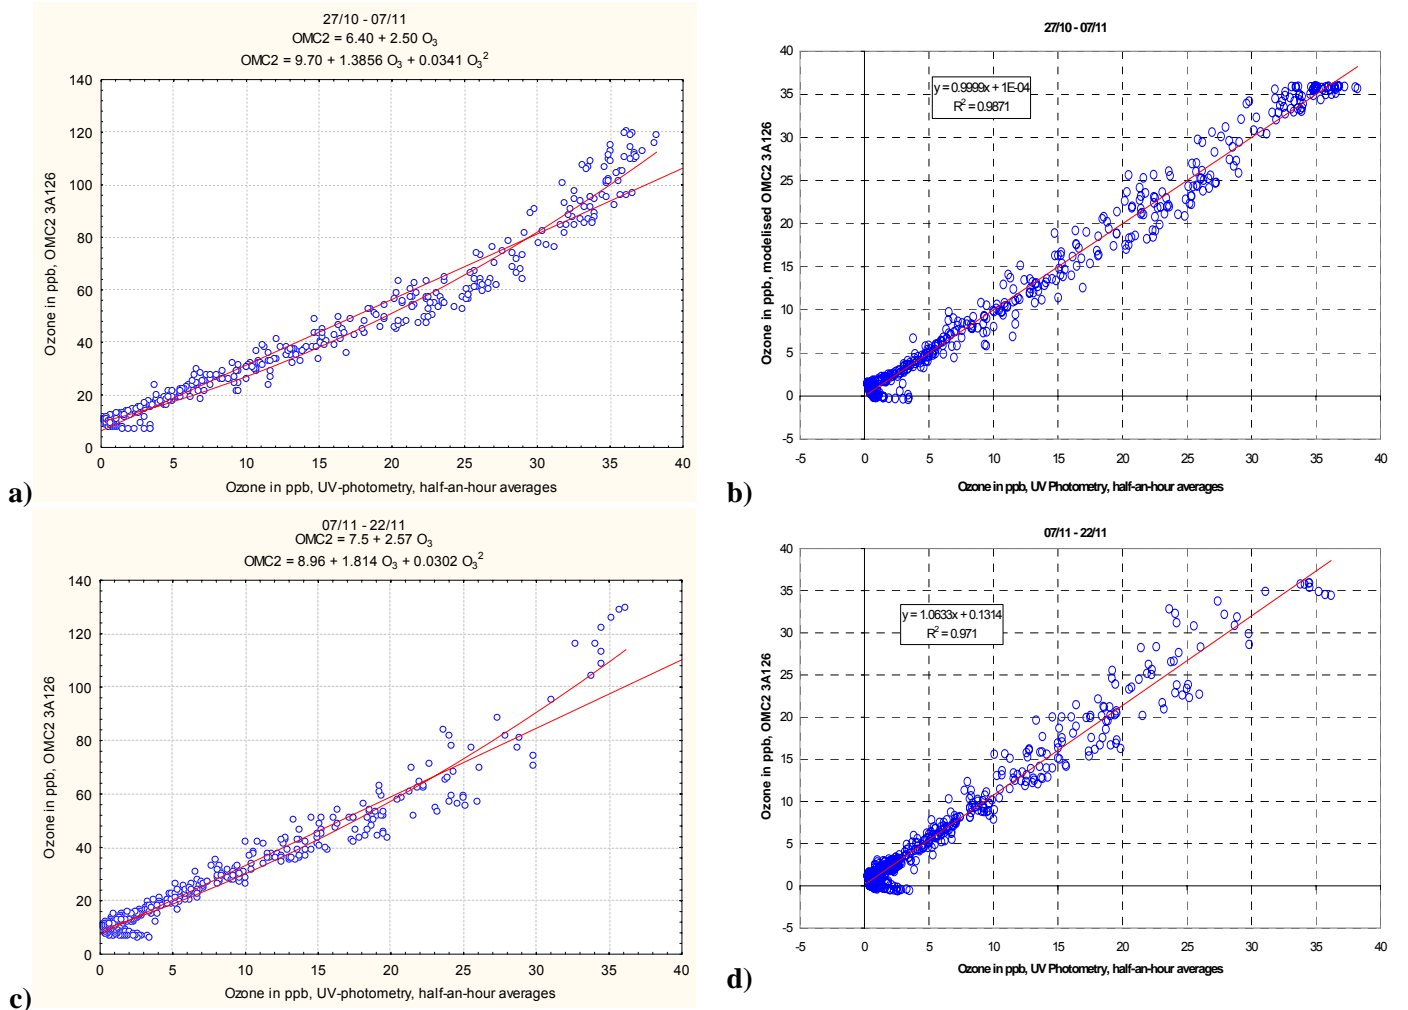 27/10 - 07/11
OMC2 = 6.40 + 2.50 O₃
OMC2 = 9.70 + 1.3856 O₃ + 0.0341 O₃²
140
120
100
80
60
40
20
0
0 5 10 15 20 25 30 35 40
Ozone in ppb, OMC2 3A126
Ozone in ppb, UV-photometry, half-an-hour averages
a)
27/10 - 07/11
y = 0.9999x + 1E-04
R² = 0.9871
40
35
30
25
20
15
10
5
0
-5
-5 0 5 10 15 20 25 30 35 40
Ozone in ppb, modelised OMC2 3A126
Ozone in ppb, UV Photometry, half-an-hour averages
b)
07/11 - 22/11
OMC2 = 7.5 + 2.57 O₃
OMC2 = 8.96 + 1.814 O₃ + 0.0302 O₃²
140
120
100
80
60
40
20
0
0 5 10 15 20 25 30 35 40
Ozone in ppb, OMC2 3A126
Ozone in ppb, UV-photometry, half-an-hour averages
c)
07/11 - 22/11
y = 1.0633x + 0.1314
R² = 0.971
40
35
30
25
20
15
10
5
0
-5
-5 0 5 10 15 20 25 30 35 40
Ozone in ppb, OMC2 3A126
Ozone in ppb, UV Photometry, half-an-hour averages
d)